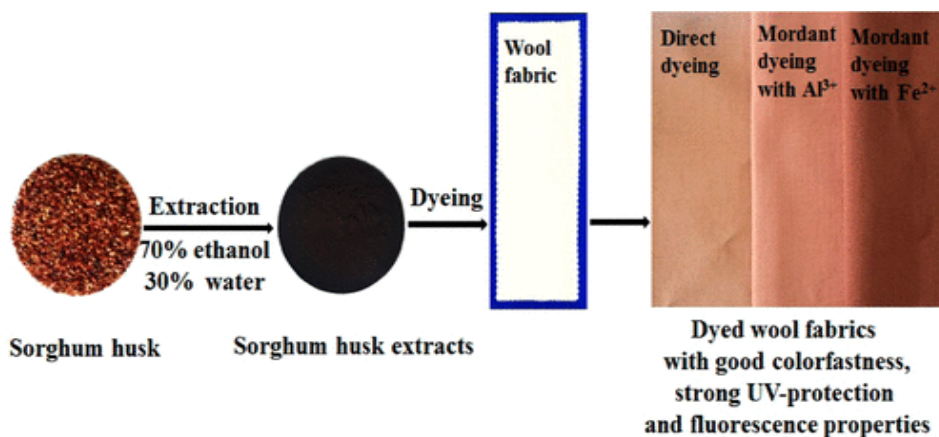 Extraction
70% ethanol
30% water
Sorghum husk
Sorghum husk extracts
Dyeing
Wool
fabric
Direct
dyeing
Mordant
dyeing
with Al³⁺
Mordant
dyeing
with Fe²⁺
Dyed wool fabrics
with good colorfastness,
strong UV-protection
and fluorescence properties